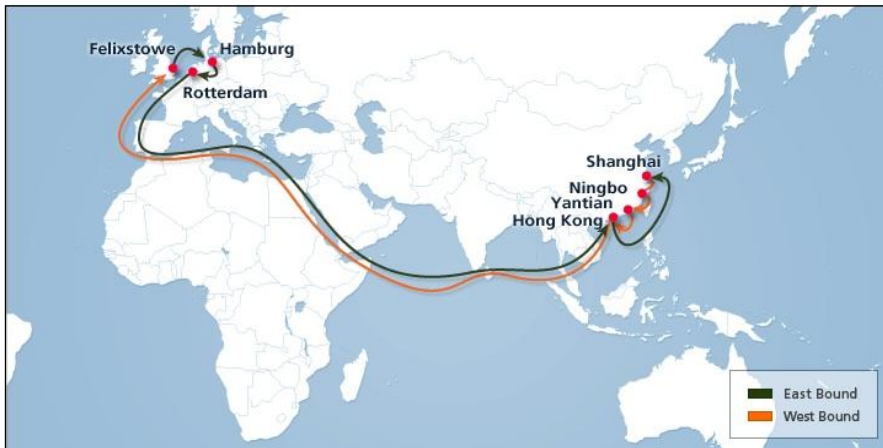 Felixstowe
Hamburg
Rotterdam
Shanghai
Ningbo
Yantian
Hong Kong
East Bound
West Bound